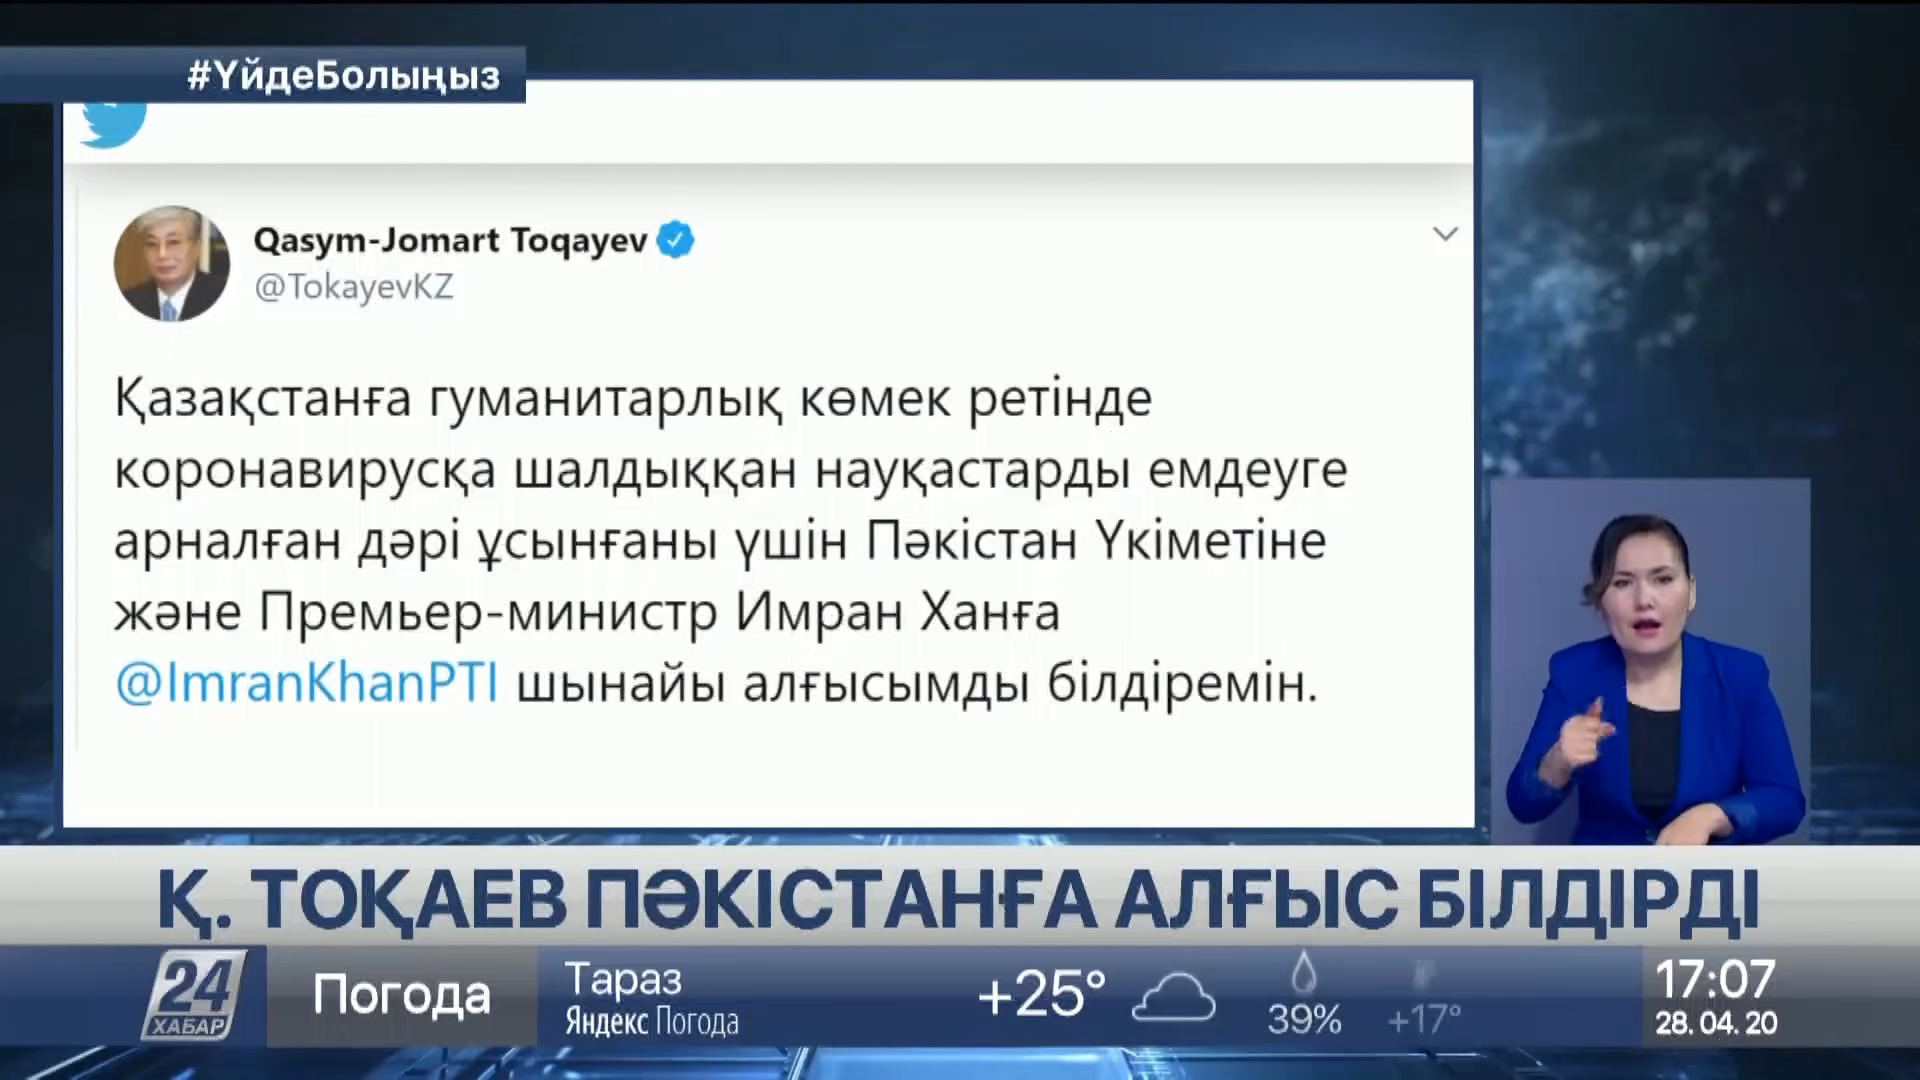 #ҮйдеБолыңыз
Qasym-Jomart Toqayev
@TokayevKZ
Қазақстанға гуманитарлық көмек ретінде
коронавирусқа шалдыққан науқастарды емдеуге
арналған дәрі ұсынғаны үшін Пәкістан Үкіметіне
және Премьер-министр Имран Ханға
@ImranKhanPTI шынайы алғысымды білдіремін.
Қ. ТОҚАЕВ ПӘКІСТАНҒА АЛҒЫС БІЛДІРДІ
24
ХАБАР
Погода
Тараз
Яндекс Погода
+25°
39%
+17°
17:07
28. 04. 20